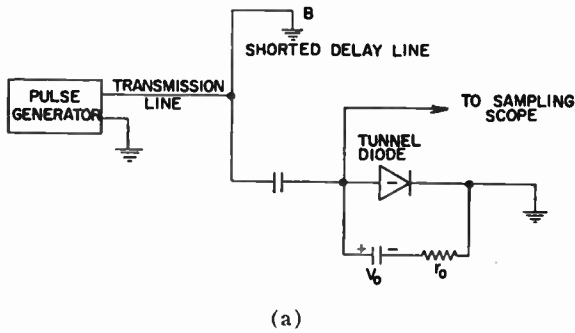 B
SHORTED DELAY LINE
TRANSMISSION
LINE
PULSE
GENERATOR
TO SAMPLING
SCOPE
TUNNEL
DIODE
−
+ −
V₀ r₀
(a)